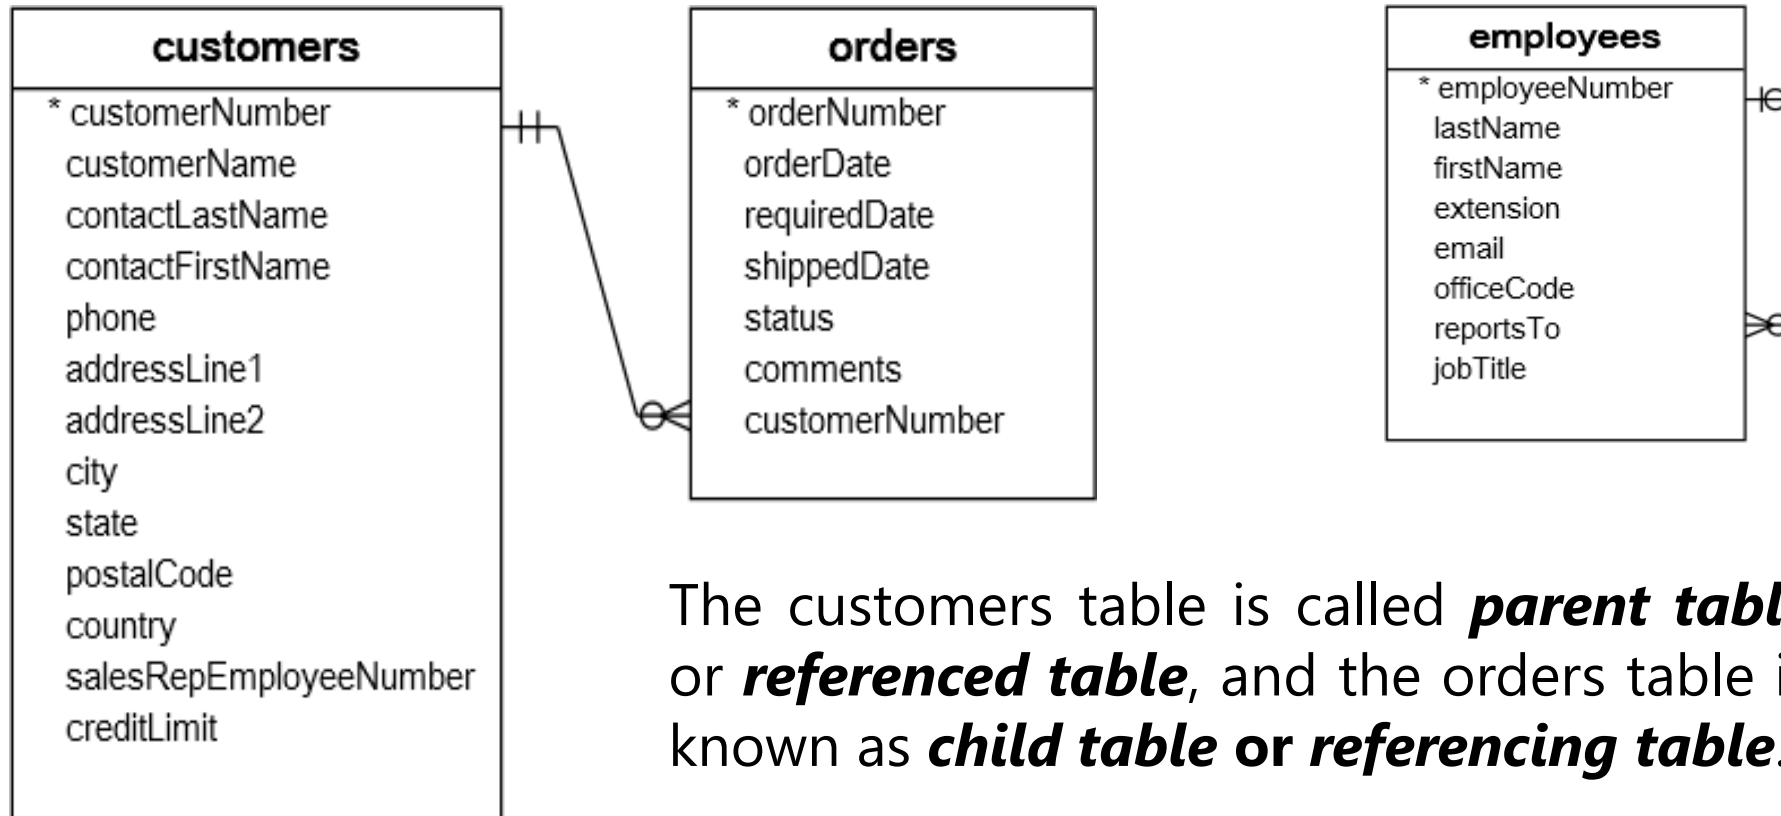 customers
* customerNumber
customerName
contactLastName
contactFirstName
phone
addressLine1
addressLine2
city
state
postalCode
country
salesRepEmployeeNumber
creditLimit
orders
* orderNumber
orderDate
requiredDate
shippedDate
status
comments
customerNumber
employees
* employeeNumber
lastName
firstName
extension
email
officeCode
reportsTo
jobTitle
The customers table is called parent tabl
or referenced table, and the orders table i
known as child table or referencing table.